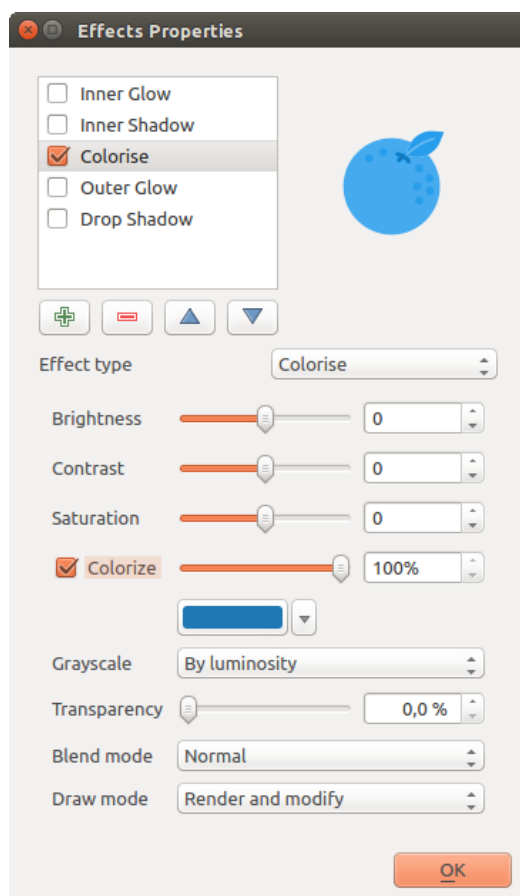 Effects Properties
Inner Glow
Inner Shadow
Colorise
Outer Glow
Drop Shadow
Effect type Colorise
Brightness 0
Contrast 0
Saturation 0
Colorize 100%
Grayscale By luminosity
Transparency 0,0 %
Blend mode Normal
Draw mode Render and modify
OK